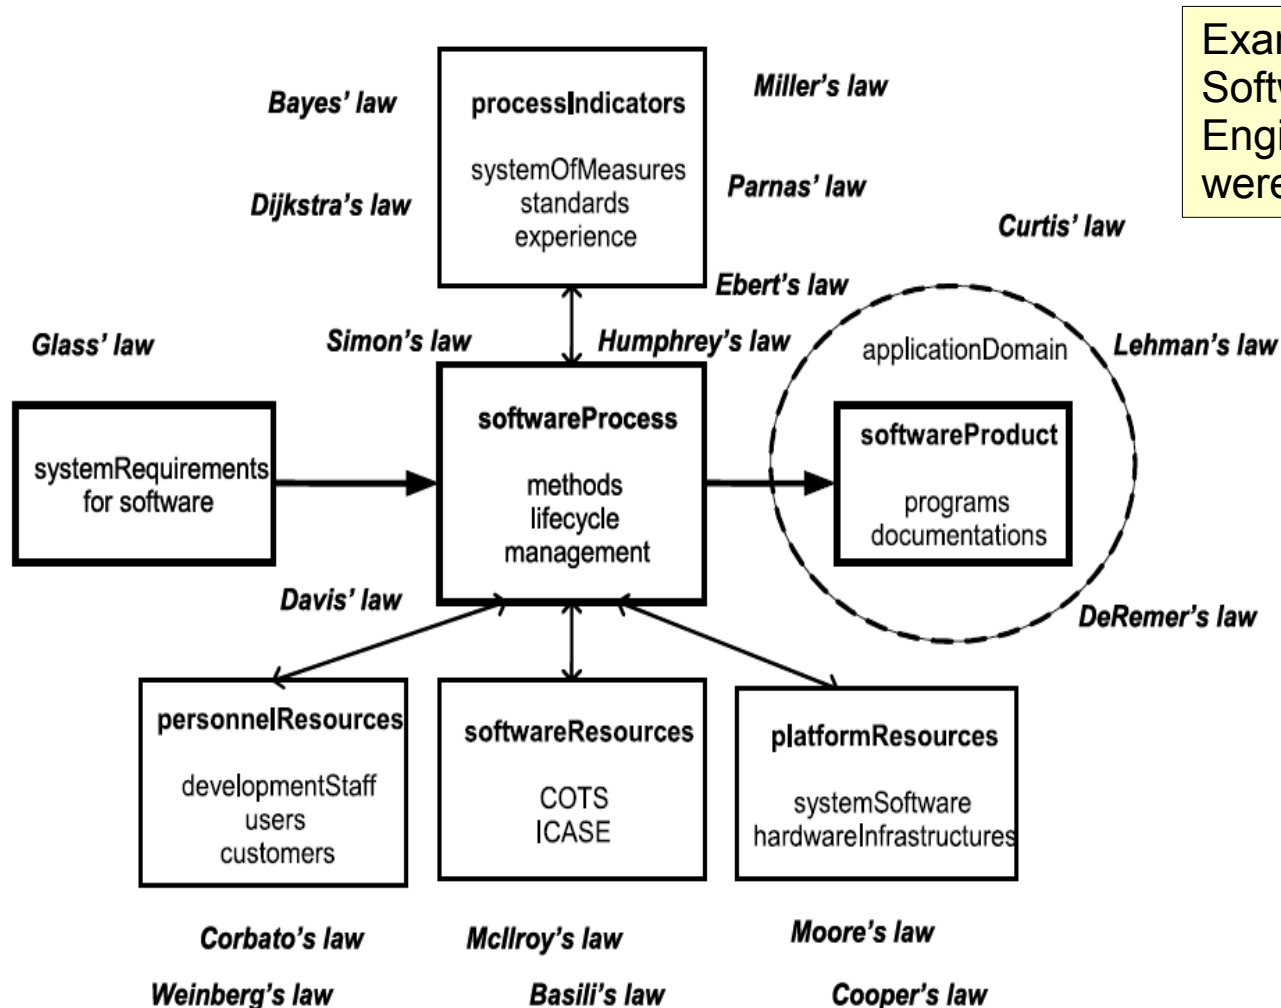 Bayes' law
processIndicators
systemOfMeasures
standards
experience
Miller's law
Dijkstra's law
Parnas' law
Curtis' law
Ebert's law
Glass' law
Simon's law
Humphrey's law
applicationDomain
Lehman's law
systemRequirements
for software
softwareProcess
methods
lifecycle
management
softwareProduct
programs
documentations
Davis' law
DeRemer's law
personnelResources
developmentStaff
users
customers
softwareResources
COTS
ICASE
platformResources
systemSoftware
hardwareInfrastructures
Corbato's law
McIlroy's law
Moore's law
Weinberg's law
Basili's law
Cooper's law
were